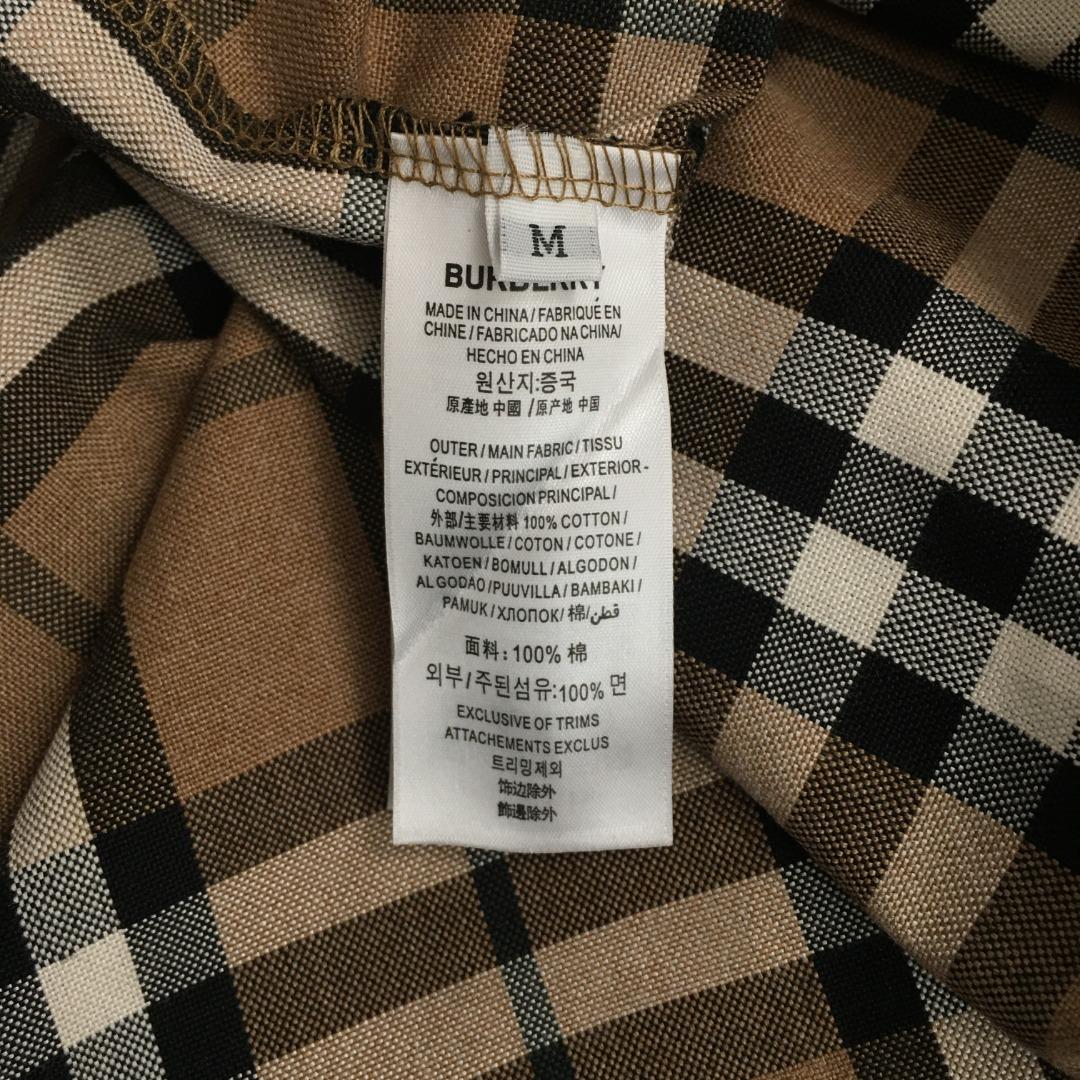 M
BURBERRY
MADE IN CHINA / FABRIQUÉ EN
CHINE / FABRICADO NA CHINA/
HECHO EN CHINA
원산지:중국
原產地 中國 /原产地 中国
OUTER / MAIN FABRIC / TISSU
EXTÉRIEUR / PRINCIPAL / EXTERIOR-
COMPOSICION PRINCIPAL /
外部/主要材料 100% COTTON /
BAUMWOLLE / COTON / COTONE /
KATOEN / BOMULL / ALGODON /
ALGODÃO / PUUVILLA / BAMBAKI /
PAMUK / ХЛОПОК/ 棉/قطن
面料: 100% 棉
외부/주된섬유:100% 면
EXCLUSIVE OF TRIMS
ATTACHEMENTS EXCLUS
트리밍제외
饰边除外
飾邊除外